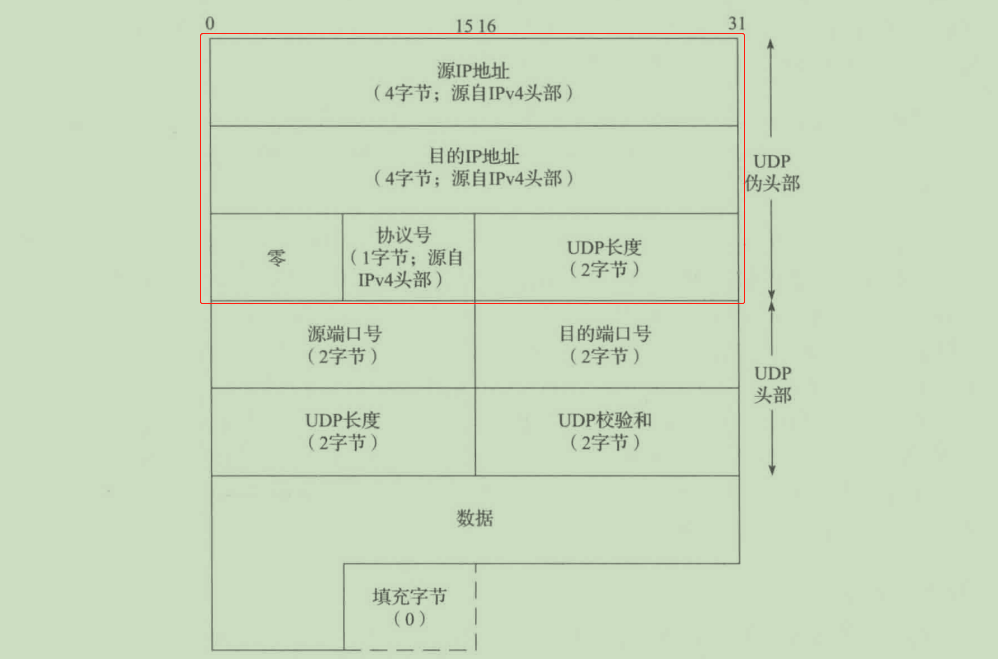 0 15 16 31
源IP地址
（4字节；源自IPv4头部）
目的IP地址
（4字节；源自IPv4头部）
UDP
伪头部
零
协议号
（1字节；源自
IPv4头部）
UDP长度
（2字节）
源端口号
（2字节）
目的端口号
（2字节）
UDP
头部
UDP长度
（2字节）
UDP校验和
（2字节）
数据
填充字节
（0）